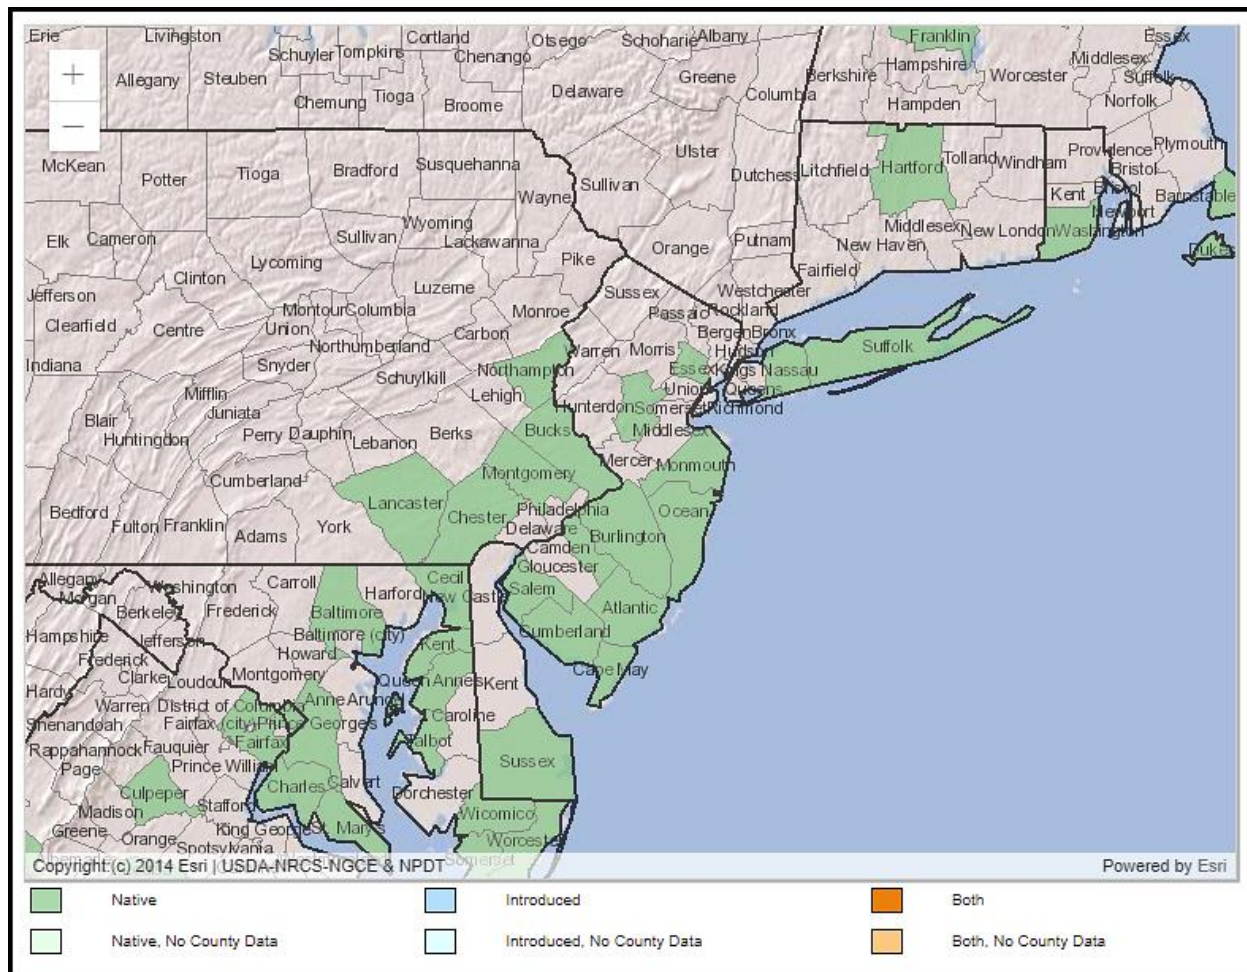 Erie
Livingston
Cortland
Otsego
Schoharie
Albany
Franklin
Essex
Schuyler
Tompkins
Chenango
Hampshire
Middlesex
+
Allegany
Steuben
Greene
Berkshire
Worcester
Suffolk
Chemung
Tioga
Broome
Delaware
Columbia
Hampden
Norfolk
−
McKean
Potter
Tioga
Bradford
Susquehanna
Ulster
Providence
Plymouth
Sullivan
Dutchess
Litchfield
Hartford
Tolland
Windham
Bristol
Wayne
Kent
Bristol
Barnstable
Elk
Cameron
Sullivan
Wyoming
Lackawanna
Orange
Putnam
Middlesex
New Haven
New London
Washington
Newport
Dukes
Clinton
Lycoming
Pike
Fairfield
Jefferson
Luzerne
Sussex
Westchester
Clearfield
Centre
Montour
Columbia
Monroe
Passaic
Rockland
Union
Northumberland
Carbon
Bergen
Bronx
Indiana
Snyder
Warren
Morris
Hudson
Suffolk
Schuylkill
Northampton
Essex
Kings
Nassau
Mifflin
Lehigh
Union
Queens
Blair
Juniata
Hunterdon
Somerset
Richmond
Huntingdon
Perry
Dauphin
Lebanon
Berks
Bucks
Middlesex
Cumberland
Montgomery
Mercer
Monmouth
Bedford
Fulton
Franklin
Adams
York
Lancaster
Chester
Philadelphia
Delaware
Ocean
Burlington
Camden
Gloucester
Allegany
Washington
Carroll
Cecil
Morgan
Harford
New Castle
Salem
Berkeley
Frederick
Baltimore
Atlantic
Hampshire
Jefferson
Baltimore (city)
Kent
Cumberland
Frederick
Howard
Clarke
Loudoun
Montgomery
Queen Anne's
Kent
Cape May
Hardy
Warren
District of Columbia
Anne Arundel
Shenandoah
Fairfax (city)
Prince George's
Caroline
Rappahannock
Fauquier
Fairfax
Talbot
Page
Prince William
Sussex
Culpeper
Charles
Calvert
Dorchester
Madison
Stafford
Wicomico
Greene
Orange
King George
St. Mary's
Worcester
Spotsylvania
Somerset
Copyright:(c) 2014 Esri | USDA-NRCS-NGCE & NPDT
Powered by Esri
Native
Introduced
Both
Native, No County Data
Introduced, No County Data
Both, No County Data